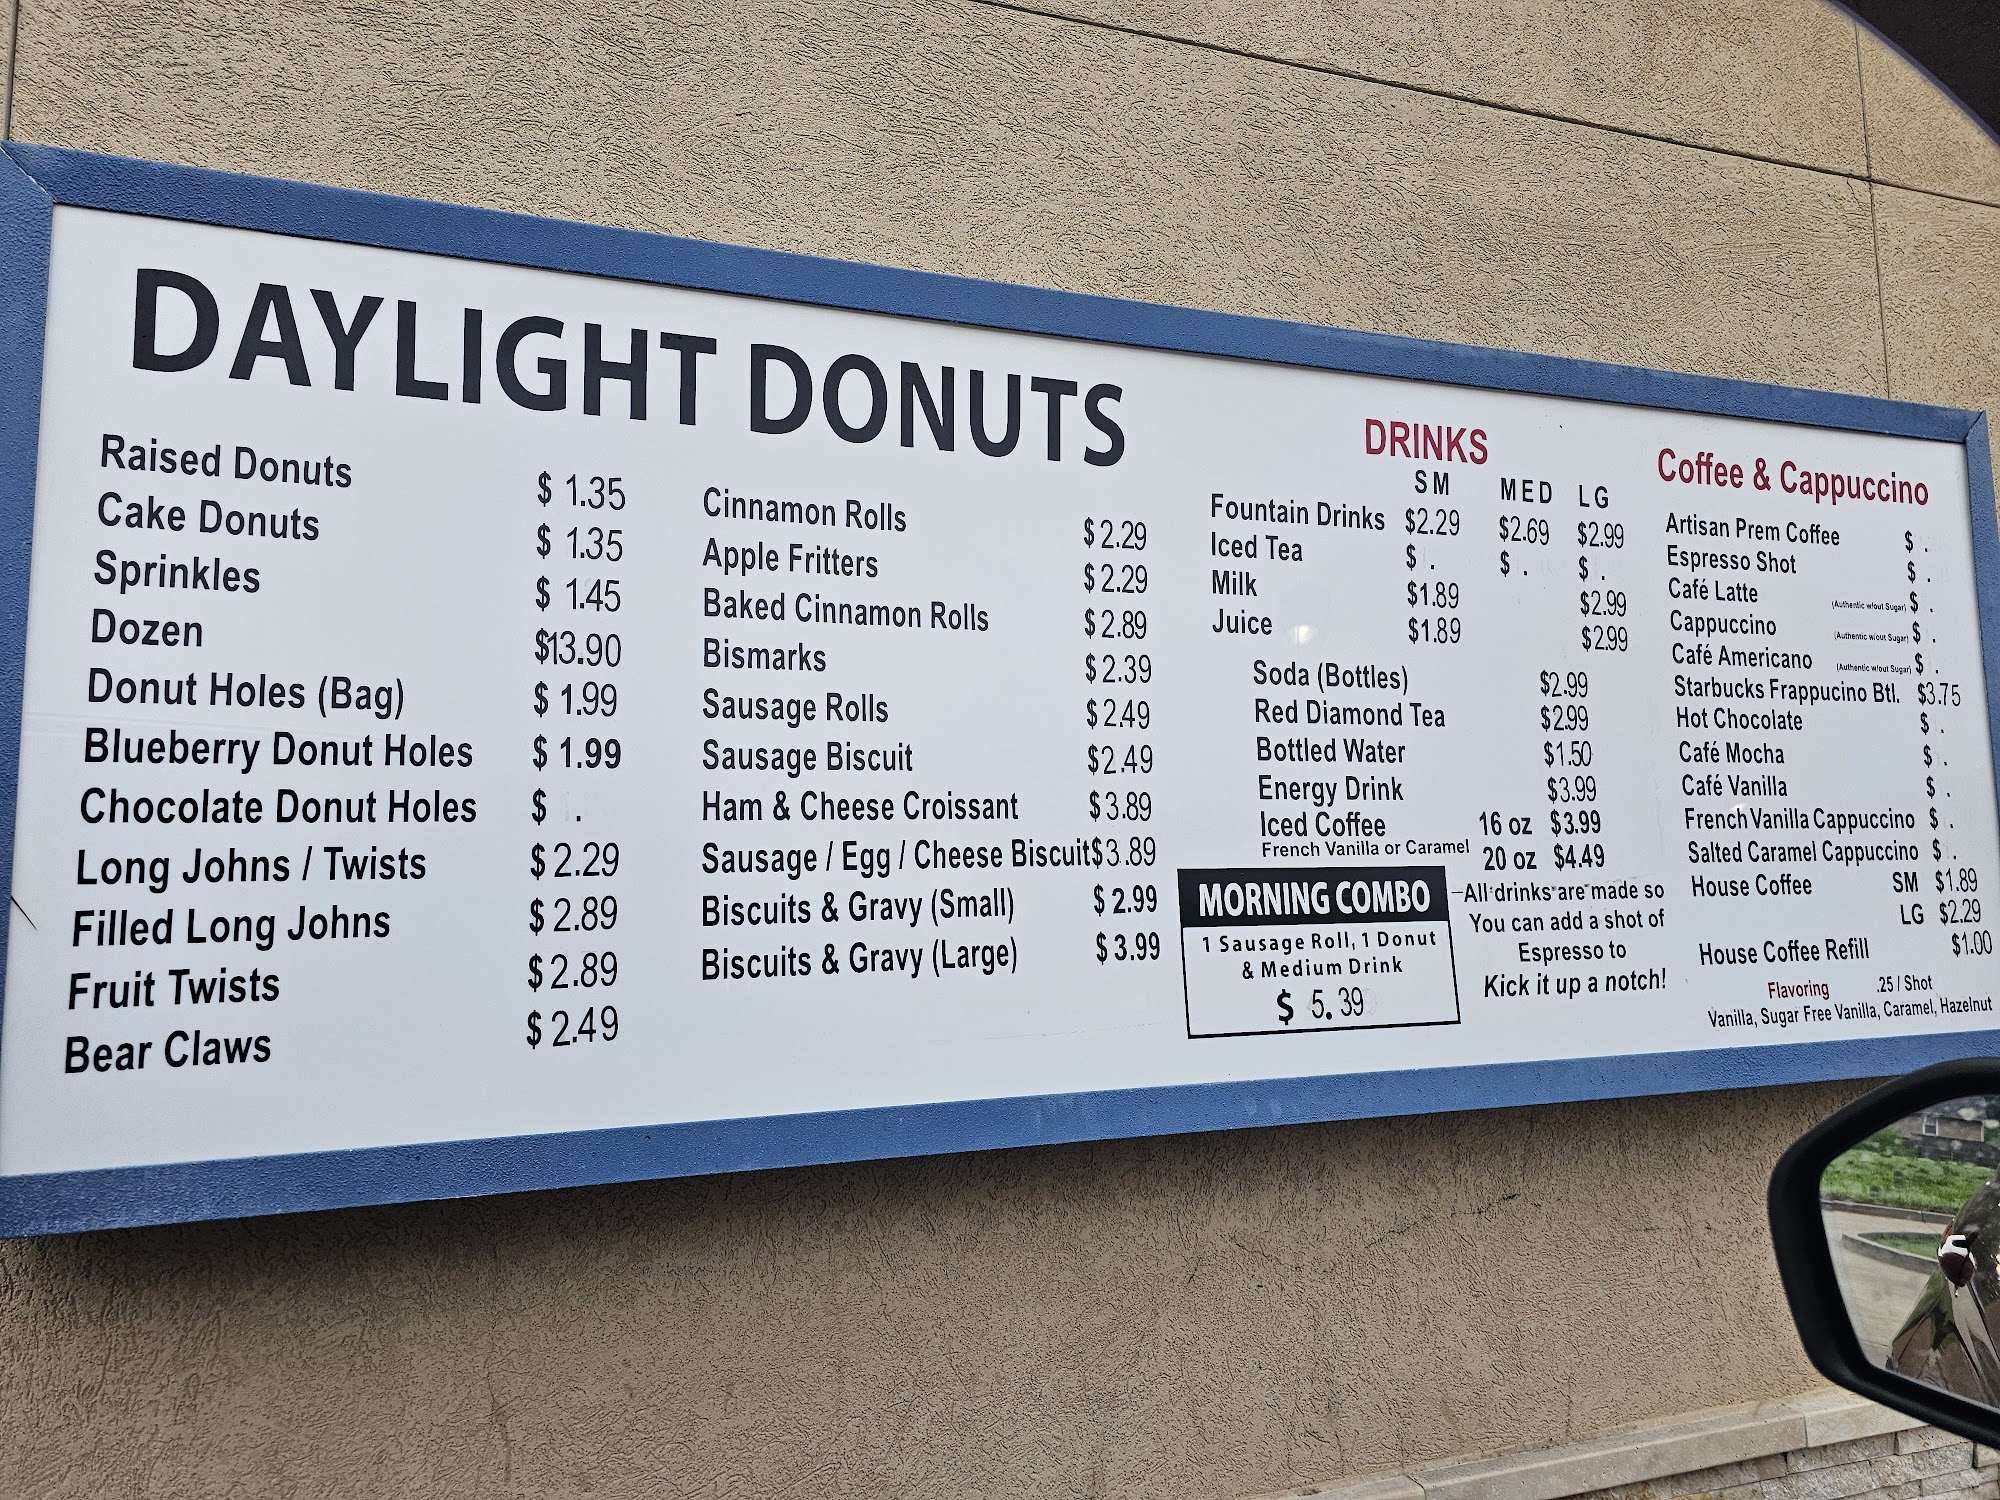 DAYLIGHT DONUTS
Raised Donuts $ 1.35
Cake Donuts $ 1.35
Sprinkles $ 1.45
Dozen $13.90
Donut Holes (Bag) $ 1.99
Blueberry Donut Holes $ 1.99
Chocolate Donut Holes $ .
Long Johns / Twists $ 2.29
Filled Long Johns $ 2.89
Fruit Twists $ 2.89
Bear Claws $ 2.49
Cinnamon Rolls $ 2.29
Apple Fritters $ 2.29
Baked Cinnamon Rolls $ 2.89
Bismarks $ 2.39
Sausage Rolls $ 2.49
Sausage Biscuit $2.49
Ham & Cheese Croissant $ 3.89
Sausage / Egg / Cheese Biscuit $3.89
Biscuits & Gravy (Small) $ 2.99
Biscuits & Gravy (Large) $ 3.99
DRINKS
SM MED LG
Fountain Drinks $2.29 $2.69 $2.99
Iced Tea $ . $ . $ .
Milk $1.89 $2.99
Juice $1.89 $2.99
Soda (Bottles) $2.99
Red Diamond Tea $2.99
Bottled Water $1.50
Energy Drink $3.99
Iced Coffee 16 oz $3.99
French Vanilla or Caramel 20 oz $4.49
MORNING COMBO
1 Sausage Roll, 1 Donut
& Medium Drink
$ 5.39
All drinks are made so
You can add a shot of
Espresso to
Kick it up a notch!
Coffee & Cappuccino
Artisan Prem Coffee $ .
Espresso Shot $ .
Café Latte (Authentic w/out Sugar) $ .
Cappuccino (Authentic w/out Sugar) $ .
Café Americano (Authentic w/out Sugar) $ .
Starbucks Frappucino Btl. $3.75
Hot Chocolate $ .
Café Mocha $ .
Café Vanilla $ .
French Vanilla Cappuccino $ .
Salted Caramel Cappuccino $ .
House Coffee SM $1.89
LG $2.29
House Coffee Refill $1.00
Flavoring .25 / Shot
Vanilla, Sugar Free Vanilla, Caramel, Hazelnut